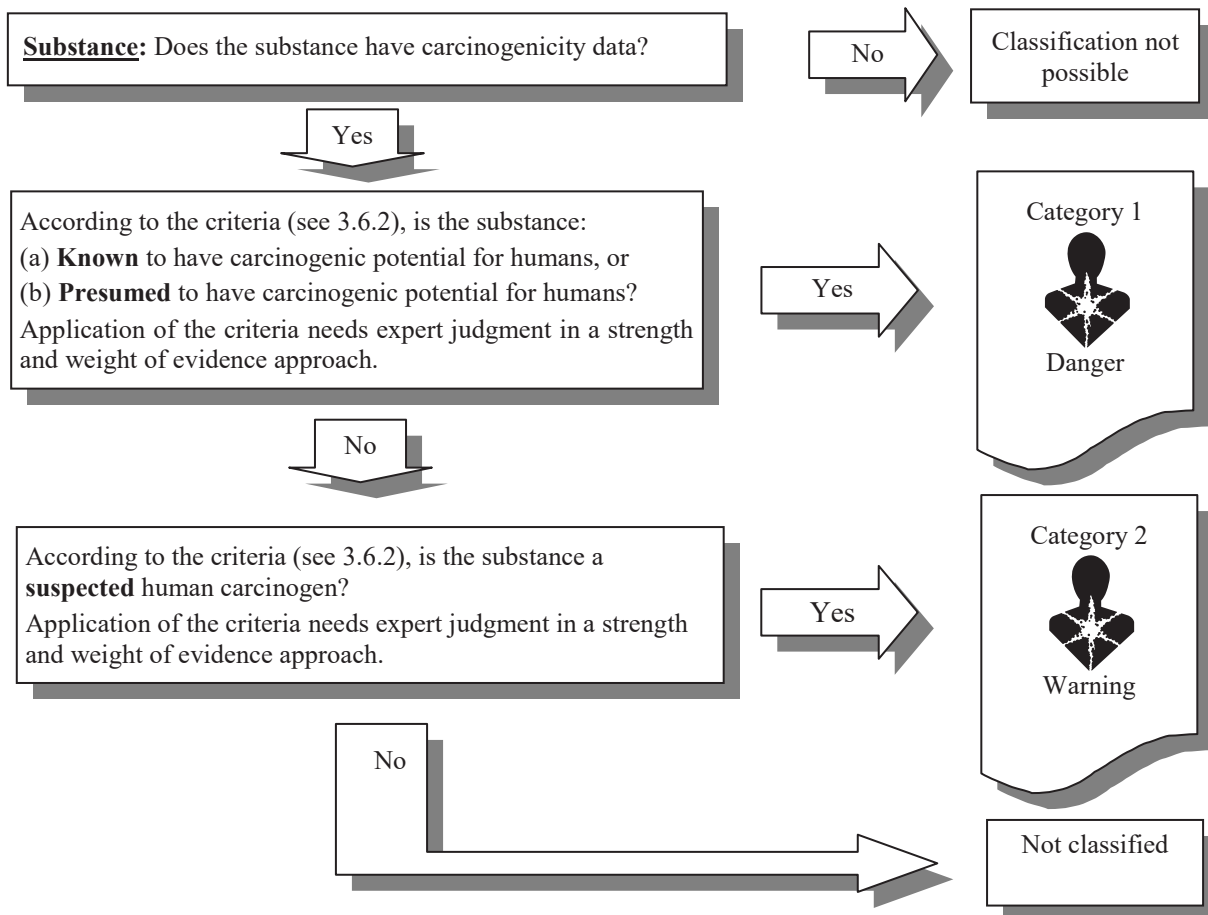 Substance: Does the substance have carcinogenicity data?
No
Classification not
possible
Yes
According to the criteria (see 3.6.2), is the substance:
(a) Known to have carcinogenic potential for humans, or
(b) Presumed to have carcinogenic potential for humans?
Application of the criteria needs expert judgment in a strength
and weight of evidence approach.
Yes
Category 1
Danger
No
According to the criteria (see 3.6.2), is the substance a
suspected human carcinogen?
Application of the criteria needs expert judgment in a strength
and weight of evidence approach.
Yes
Category 2
Warning
No
Not classified